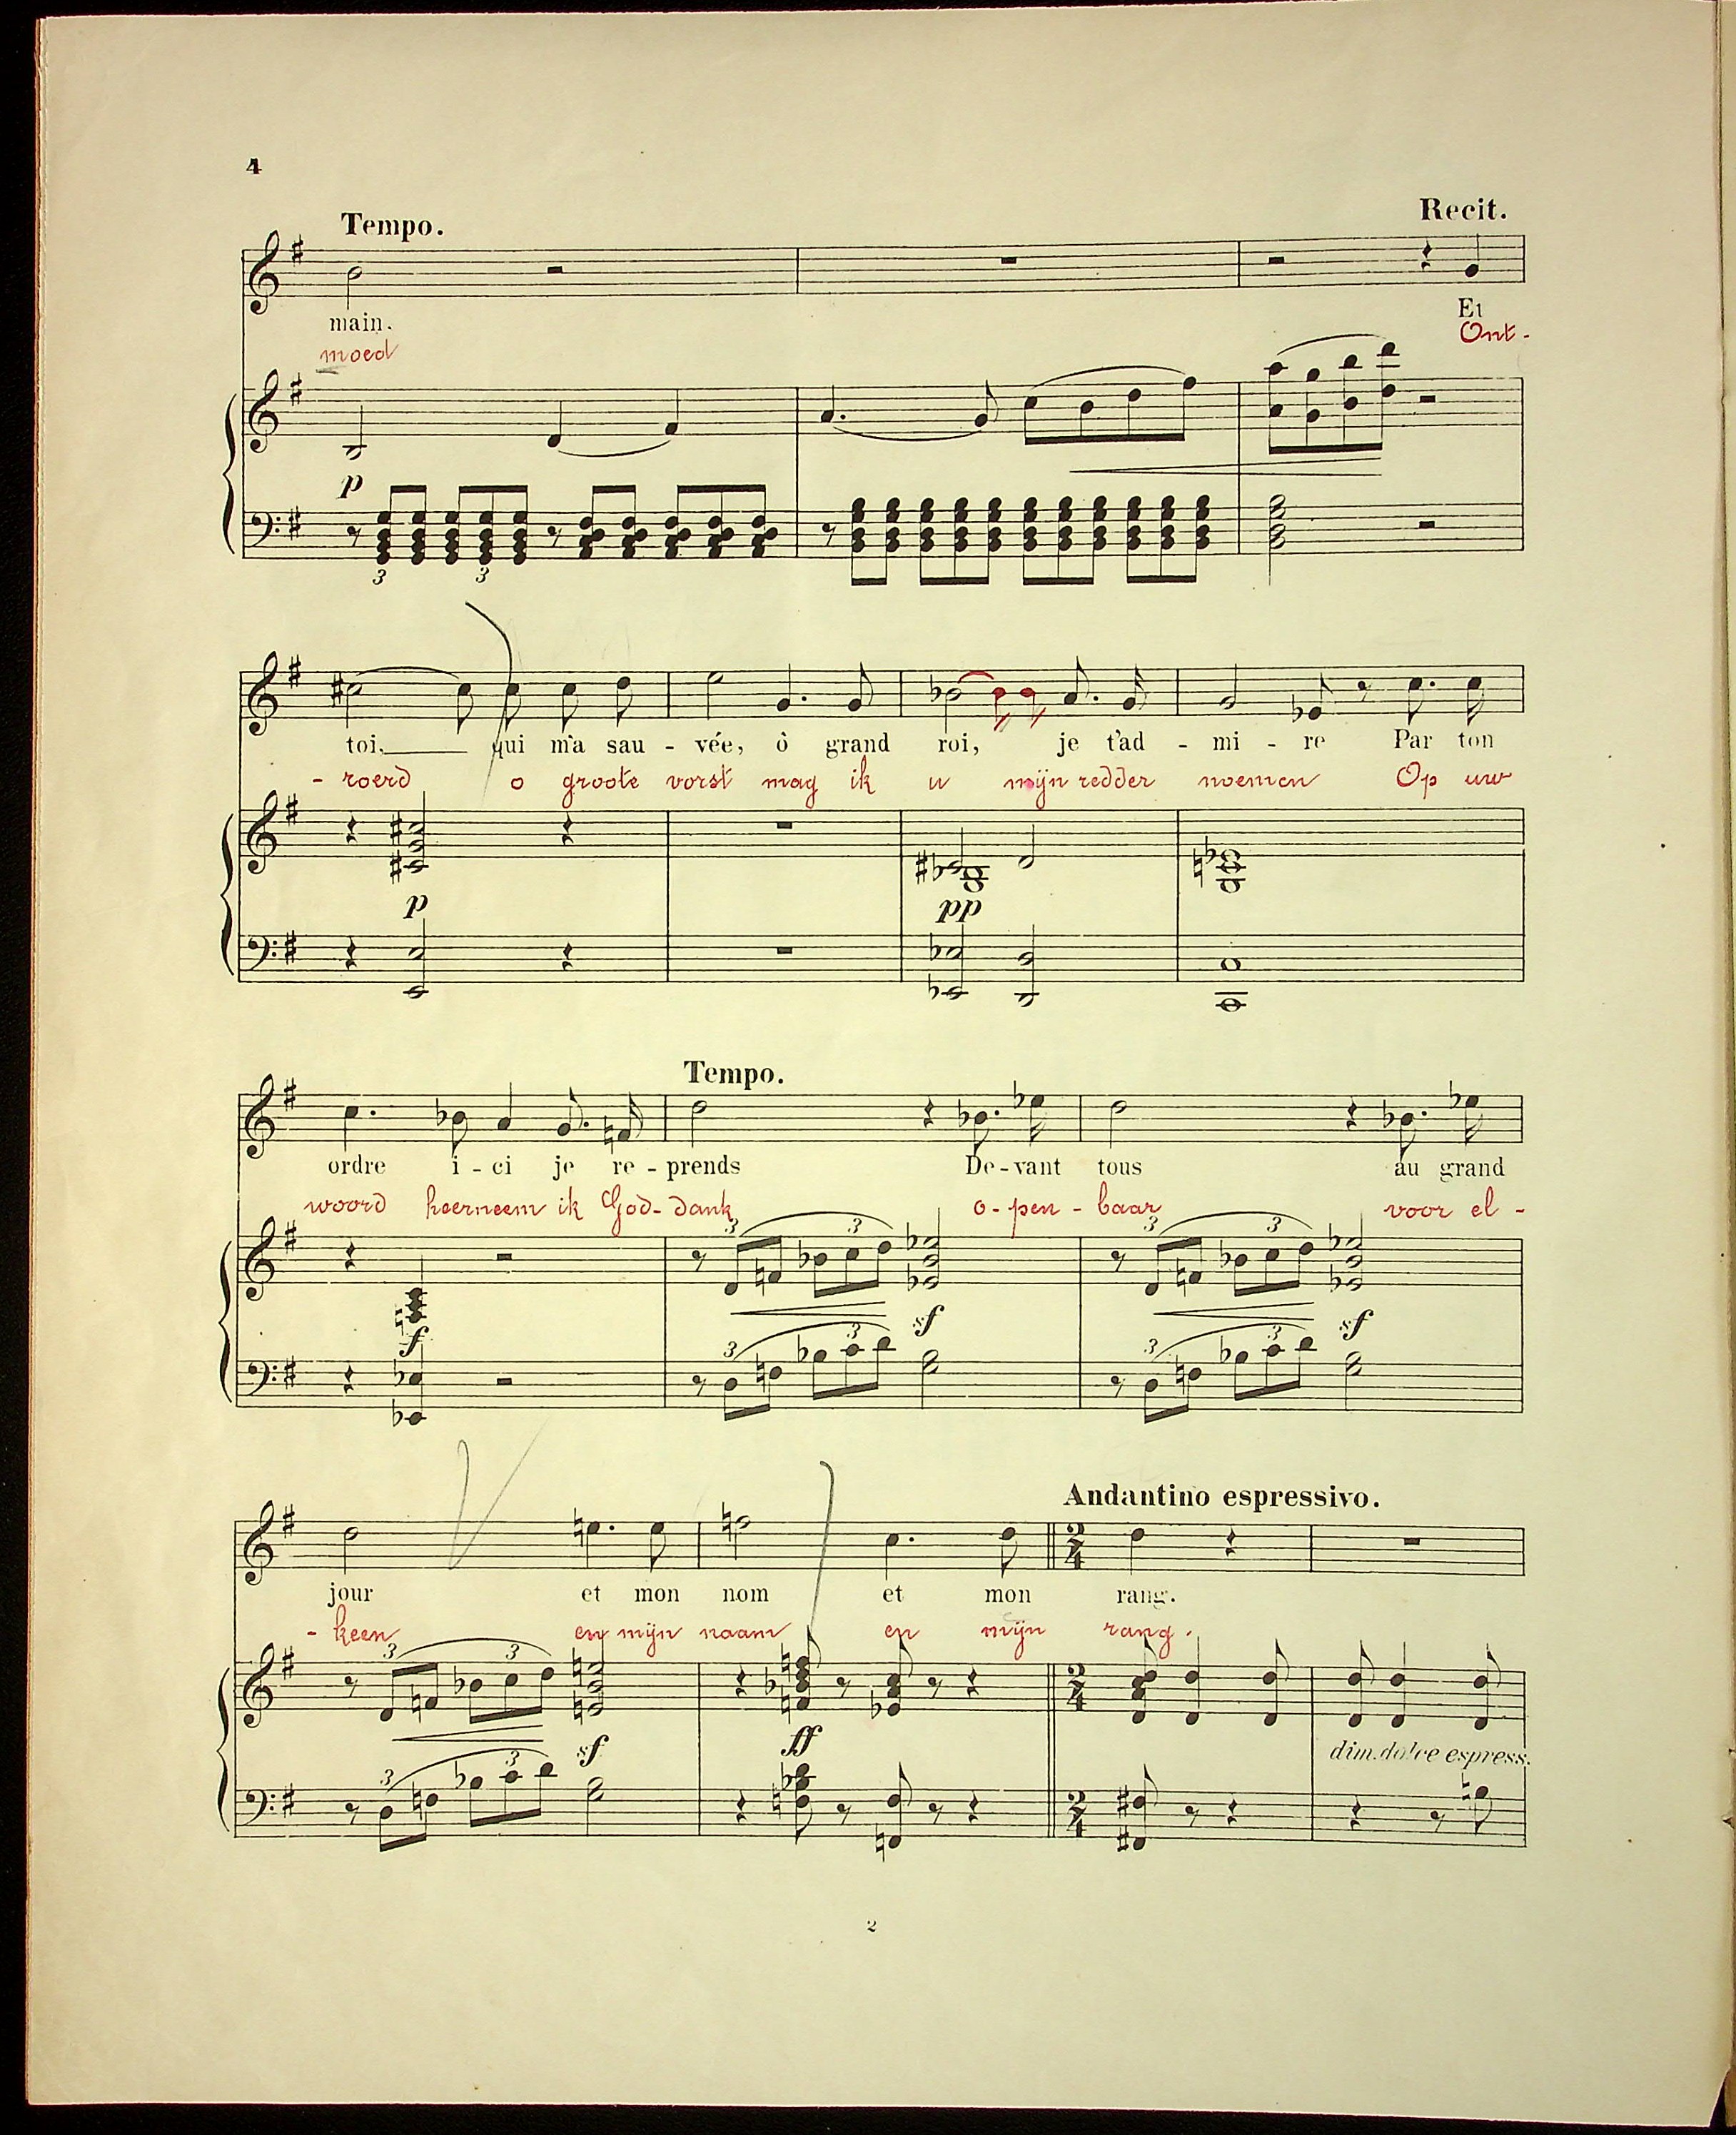 4
Tempo.
Recit.
main. Et
moed Ont-
p
3 3
toi, qui m'a sau - vée, ô grand roi, je t'ad - mi - re Par ton
- roerd o groote vorst mag ik u mijn redder noemen Op uw
p pp
Tempo.
ordre i - ci je re - prends De - vant tous au grand
woord herneem ik God-dank o - pen - baar voor el -
3 3 3 3
f sf sf
3 3 3 3
Andantino espressivo.
jour et mon nom et mon rang.
- keen en mijn naam en mijn rang.
3 3 2 4 2 4
sf ff dim. dolce espress.
3 3 2 4
2